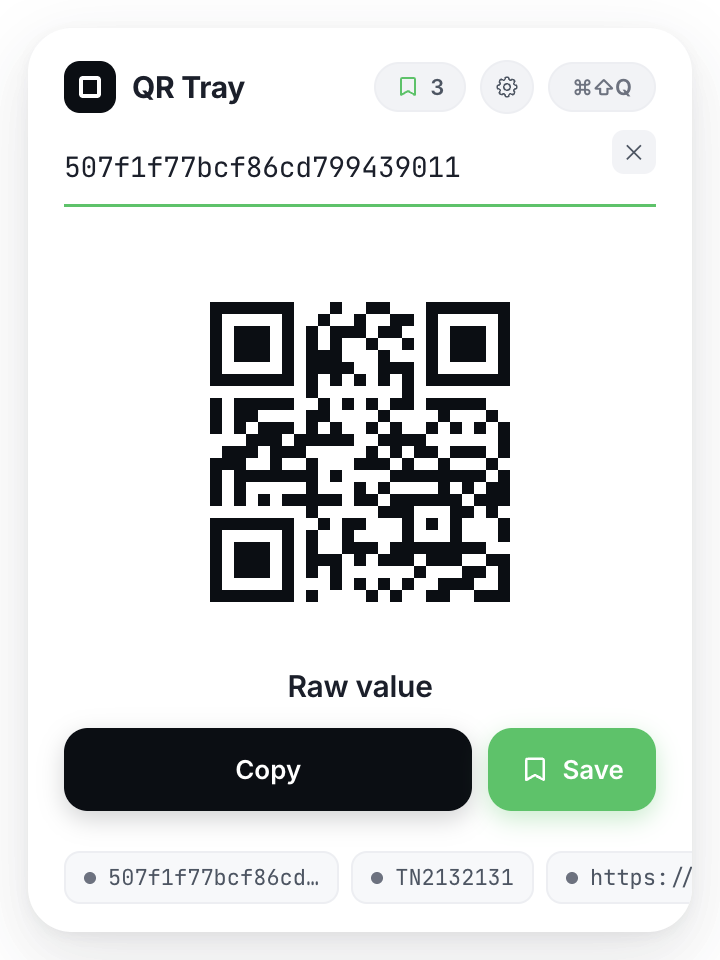 QR Tray
3
⌘⇧Q
507f1f77bcf86cd799439011
Raw value
Copy
Save
507f1f77bcf86cd…
TN2132131
https://